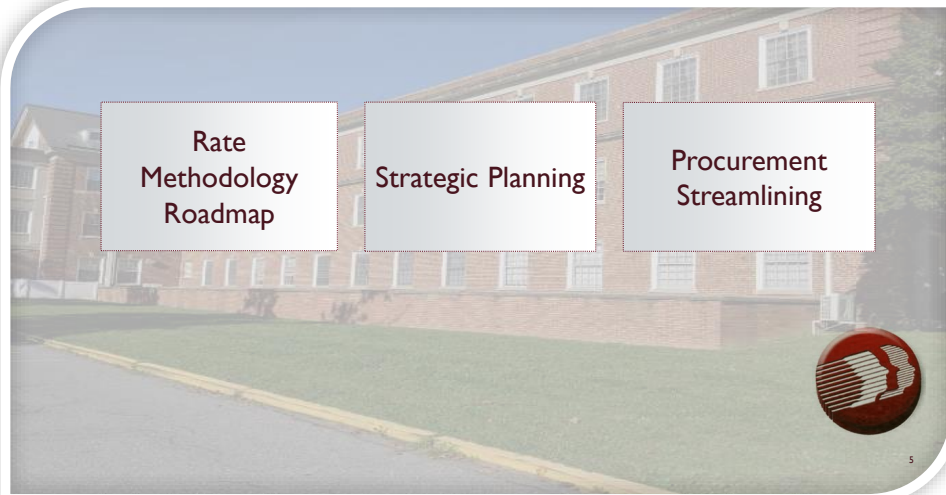 Rate
Methodology
Roadmap
Strategic Planning
Procurement
Streamlining
5